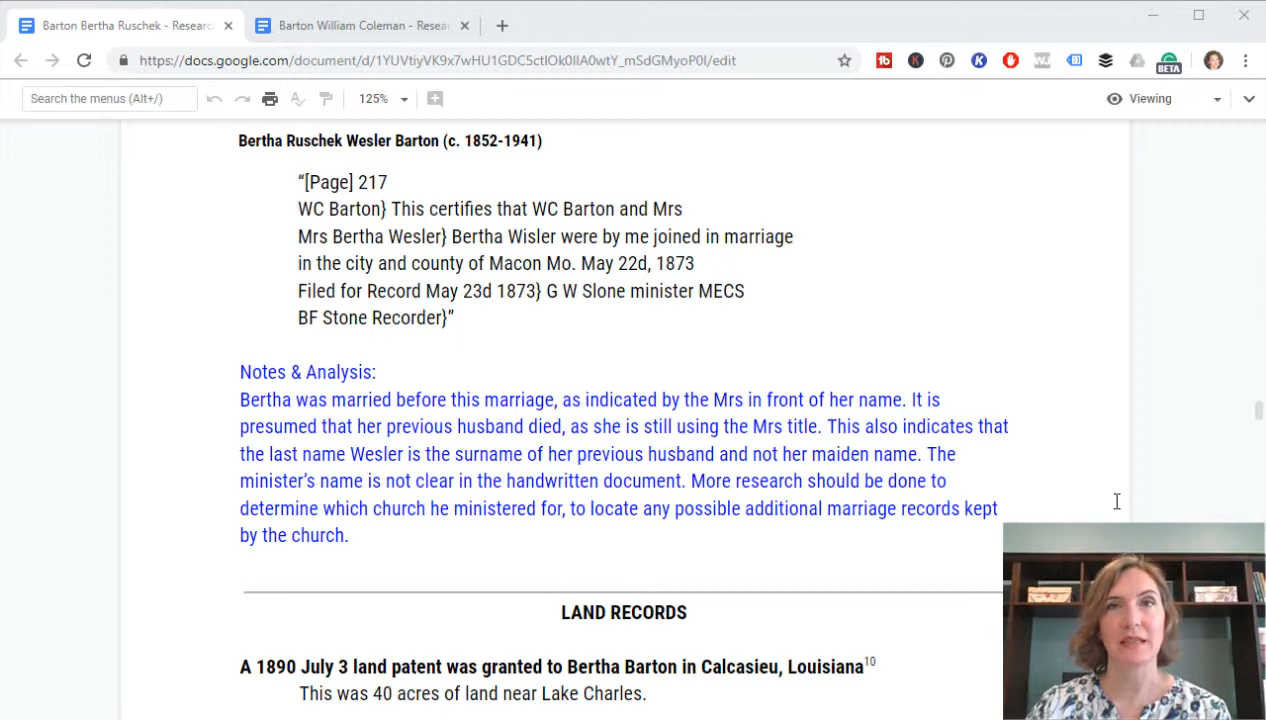 Barton Bertha Ruschek - Researc
Barton William Coleman - Resear
https://docs.google.com/document/d/1YUVtiyVK9x7wHU1GDC5ctIOk0IlA0wtY_mSdGMyoP0I/edit
BETA
Search the menus (Alt+/)
125%
Viewing
Bertha Ruschek Wesler Barton (c. 1852-1941)
“[Page] 217
WC Barton} This certifies that WC Barton and Mrs
Mrs Bertha Wesler} Bertha Wisler were by me joined in marriage
in the city and county of Macon Mo. May 22d, 1873
Filed for Record May 23d 1873} G W Slone minister MECS
BF Stone Recorder}”
Notes & Analysis:
Bertha was married before this marriage, as indicated by the Mrs in front of her name. It is
presumed that her previous husband died, as she is still using the Mrs title. This also indicates that
the last name Wesler is the surname of her previous husband and not her maiden name. The
minister’s name is not clear in the handwritten document. More research should be done to
determine which church he ministered for, to locate any possible additional marriage records kept
by the church.
LAND RECORDS
A 1890 July 3 land patent was granted to Bertha Barton in Calcasieu, Louisiana10
This was 40 acres of land near Lake Charles.